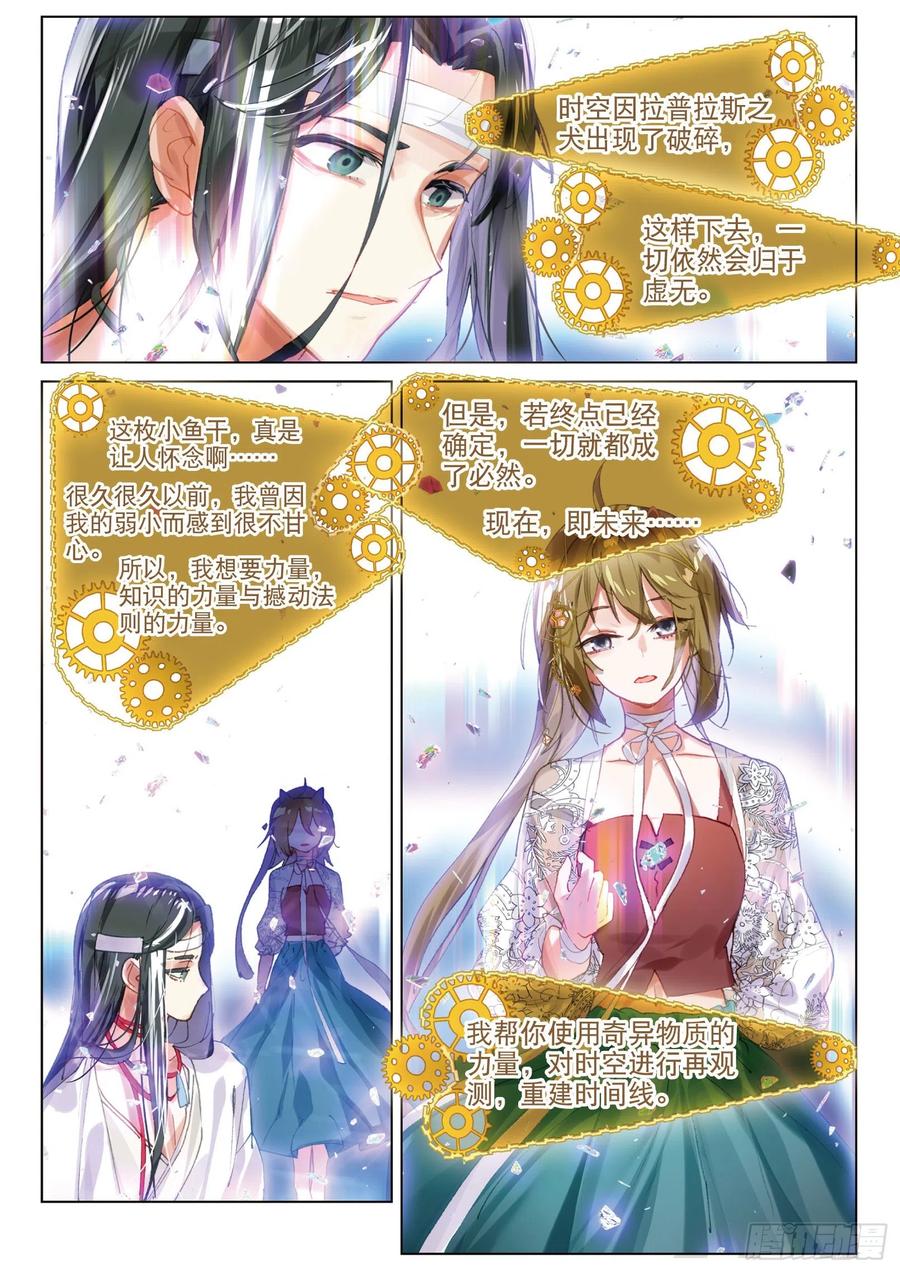 时空因拉普拉斯之
犬出现了破碎，
这样下去，一
切依然会归于
虚无。
这枚小鱼干，真是
让人怀念啊……
很久很久以前，我曾因
我的弱小而感到很不甘
心。
所以，我想要力量，
知识的力量与撼动法
则的力量。
但是，若终点已经
确定，一切就都成
了必然。
现在，即未来……
我帮你使用奇异物质的
力量，对时空进行再观
测，重建时间线。
腾讯动漫